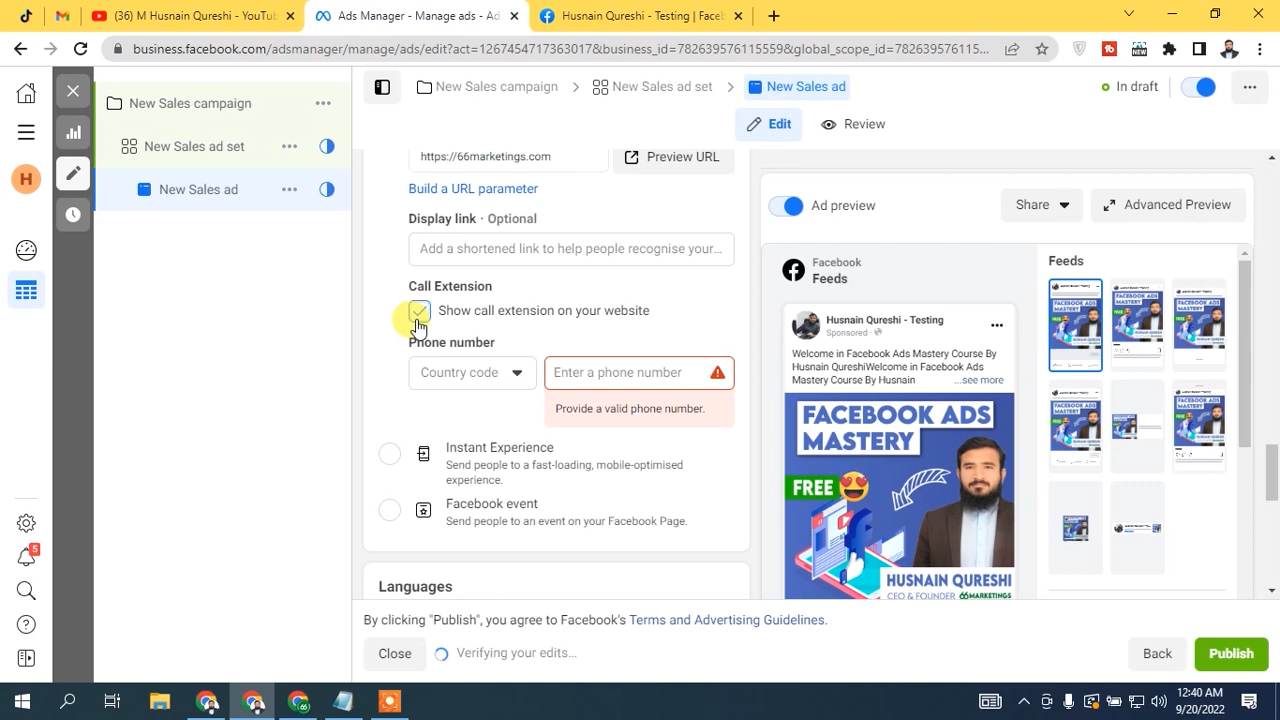 (36) M Husnain Qureshi - YouTu
Ads Manager - Manage ads - Ad
Husnain Qureshi - Testing | Faceb
business.facebook.com/adsmanager/manage/ads/edit?act=1267454717363017&business_id=782639576115559&global_scope_id=782639576115...
New Sales campaign
New Sales ad set
New Sales ad
In draft
Edit
Review
New Sales campaign
New Sales ad set
New Sales ad
H
5
https://66marketings.com
Preview URL
Build a URL parameter
Display link · Optional
Add a shortened link to help people recognise your...
Call Extension
Show call extension on your website
Phone number
Country code
Enter a phone number
Provide a valid phone number.
Instant Experience
Send people to a fast-loading, mobile-optimised
experience.
Facebook event
Send people to an event on your Facebook Page.
Languages
Ad preview
Share
Advanced Preview
Facebook
Feeds
Husnain Qureshi - Testing
Sponsored ·
Welcome in Facebook Ads Mastery Course By
Husnain QureshiWelcome in Facebook Ads
Mastery Course By Husnain
...see more
FACEBOOK ADS
MASTERY
FREE
HUSNAIN QURESHI
CEO & FOUNDER 66MARKETINGS
Feeds
By clicking "Publish", you agree to Facebook's Terms and Advertising Guidelines.
Close
Verifying your edits...
Back
Publish
12:40 AM
9/20/2022